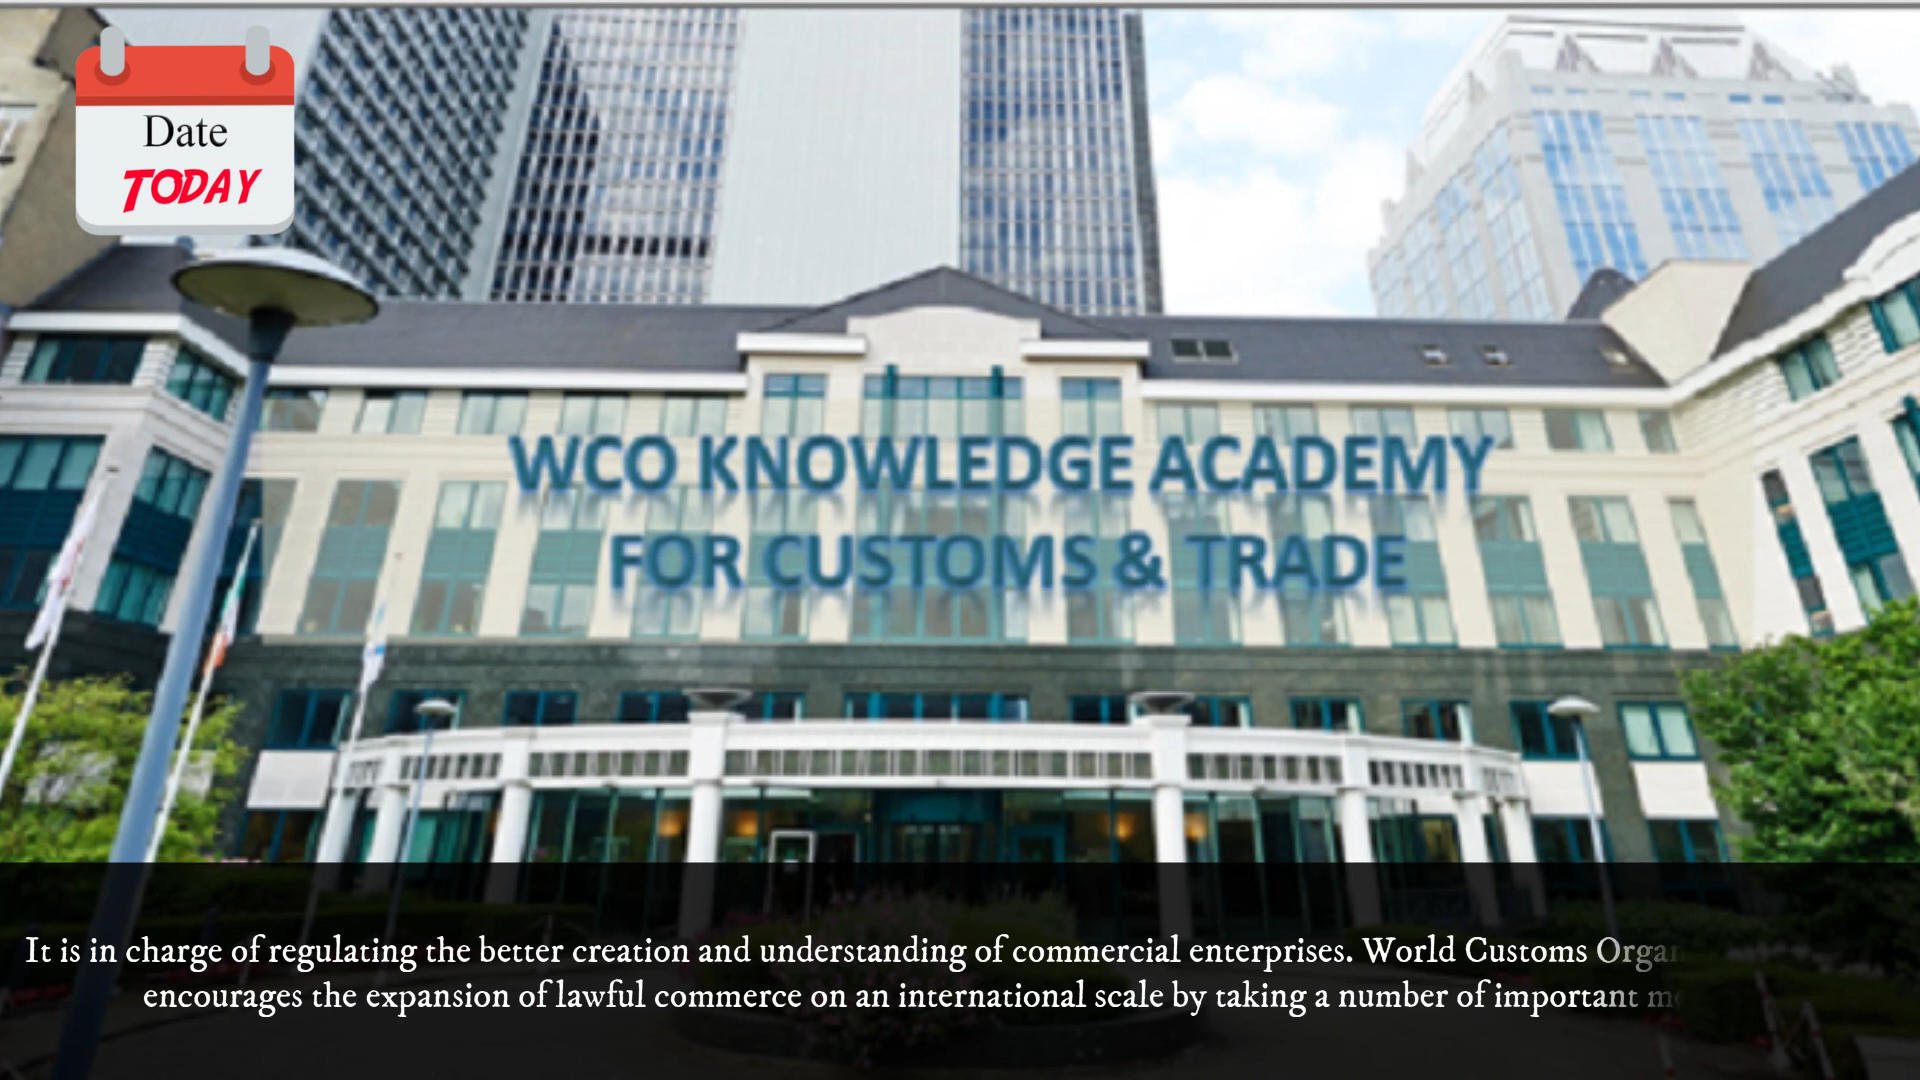 Date
TODAY
WCO KNOWLEDGE ACADEMY
FOR CUSTOMS & TRADE
It is in charge of regulating the better creation and understanding of commercial enterprises. World Customs
encourages the expansion of lawful commerce on an international scale by taking a number of important